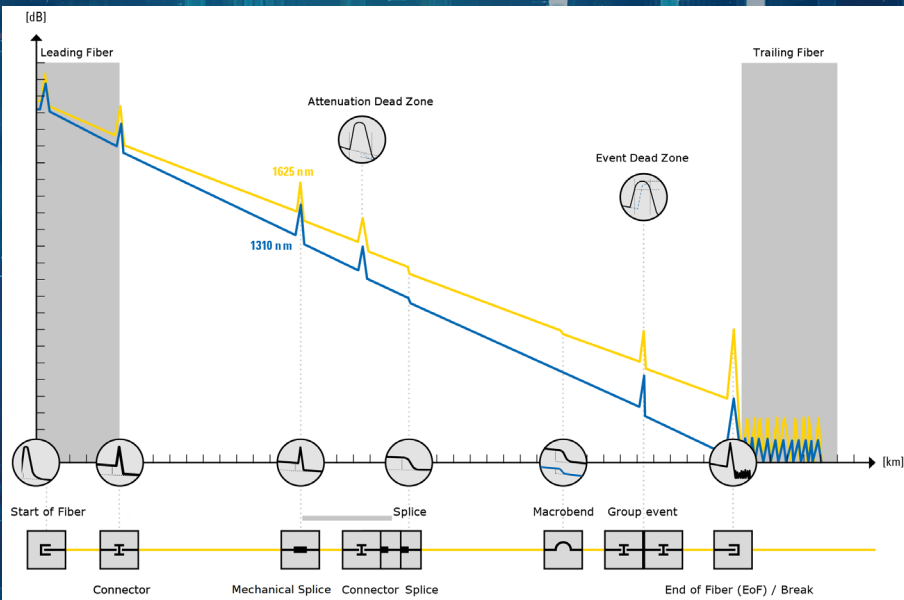 [dB]
Leading Fiber
Trailing Fiber
Attenuation Dead Zone
Event Dead Zone
1625 nm
1310 nm
[km]
Start of Fiber
Splice
Macrobend
Group event
Connector
Mechanical Splice
Connector
Splice
End of Fiber (EoF) / Break